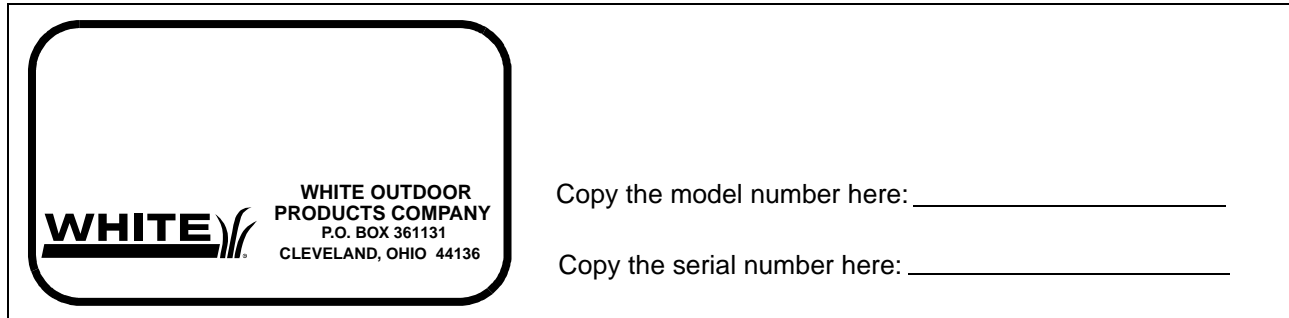 WHITE OUTDOOR
PRODUCTS COMPANY
P.O. BOX 361131
CLEVELAND, OHIO 44136
WHITE
Copy the model number here:
Copy the serial number here: